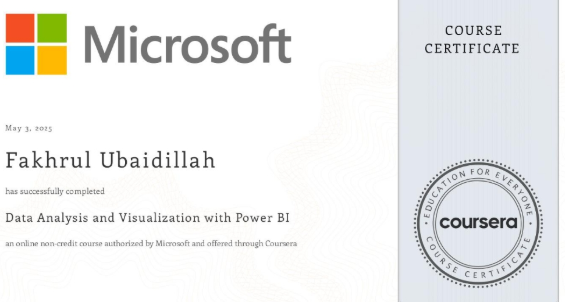 Microsoft
COURSE
CERTIFICATE
May 3, 2025
Fakhrul Ubaidillah
has successfully completed
Data Analysis and Visualization with Power BI
an online non-credit course authorized by Microsoft and offered through Coursera
EDUCATION FOR EVERYONE
coursera
COURSE CERTIFICATE